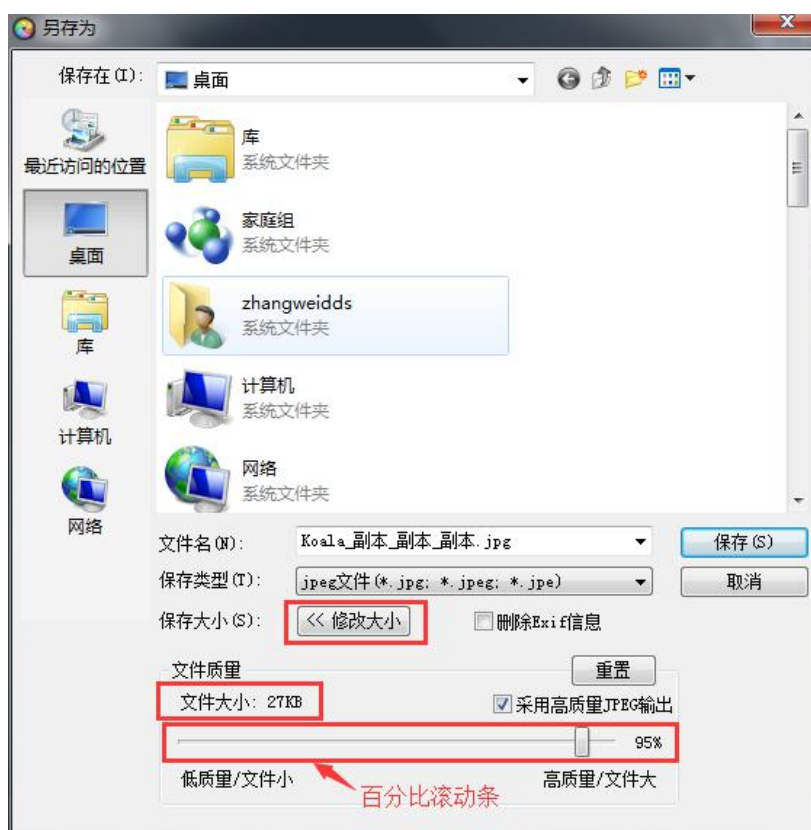 另存为
保存在(I):
桌面
最近访问的位置
桌面
库
计算机
网络
库
系统文件夹
家庭组
系统文件夹
zhangweidds
系统文件夹
计算机
系统文件夹
网络
系统文件夹
文件名(N):
Koala_副本_副本_副本.jpg
保存(S)
保存类型(T):
jpeg文件(*.jpg; *.jpeg; *.jpe)
取消
保存大小(S):
<< 修改大小
删除Exif信息
文件质量
重置
文件大小: 27KB
采用高质量JPEG输出
95%
低质量/文件小
高质量/文件大
百分比滚动条